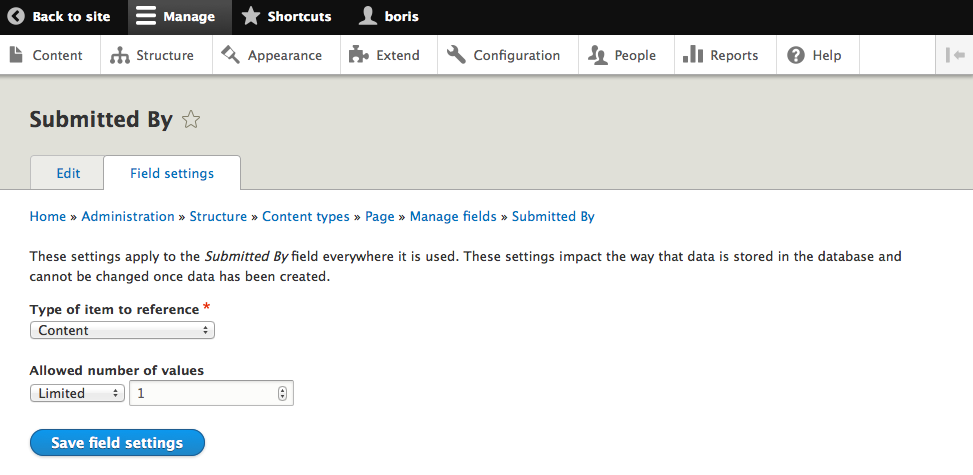 Back to site Manage Shortcuts boris
Content Structure Appearance Extend Configuration People Reports Help
Submitted By
Edit Field settings
Home » Administration » Structure » Content types » Page » Manage fields » Submitted By
These settings apply to the Submitted By field everywhere it is used. These settings impact the way that data is stored in the database and
cannot be changed once data has been created.
Type of item to reference *
Content
Allowed number of values
Limited 1
Save field settings